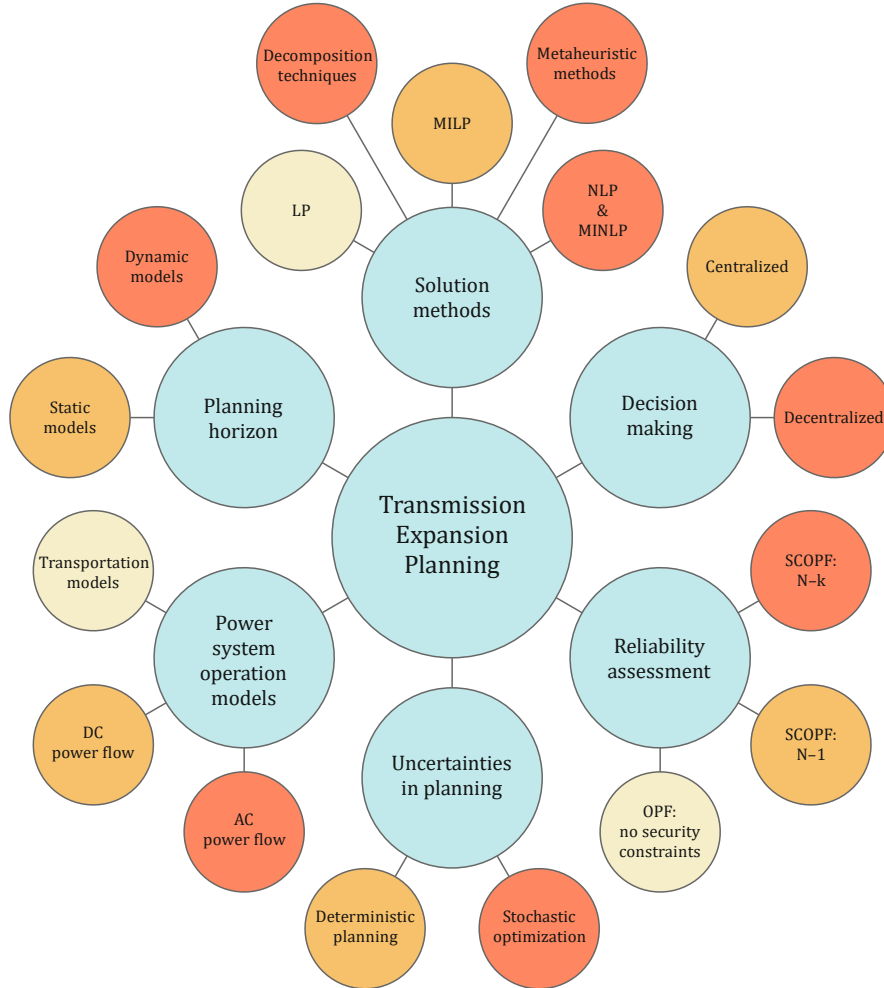 Decomposition
techniques
Metaheuristic
methods
MILP
LP
NLP
&
MINLP
Dynamic
models
Centralized
Solution
methods
Static
models
Planning
horizon
Decision
making
Decentralized
Transmission
Expansion
Planning
Transportation
models
SCOPF:
N–k
Power
system
operation
models
Reliability
assessment
DC
power flow
SCOPF:
N–1
Uncertainties
in planning
AC
power flow
OPF:
no security
constraints
Deterministic
planning
Stochastic
optimization